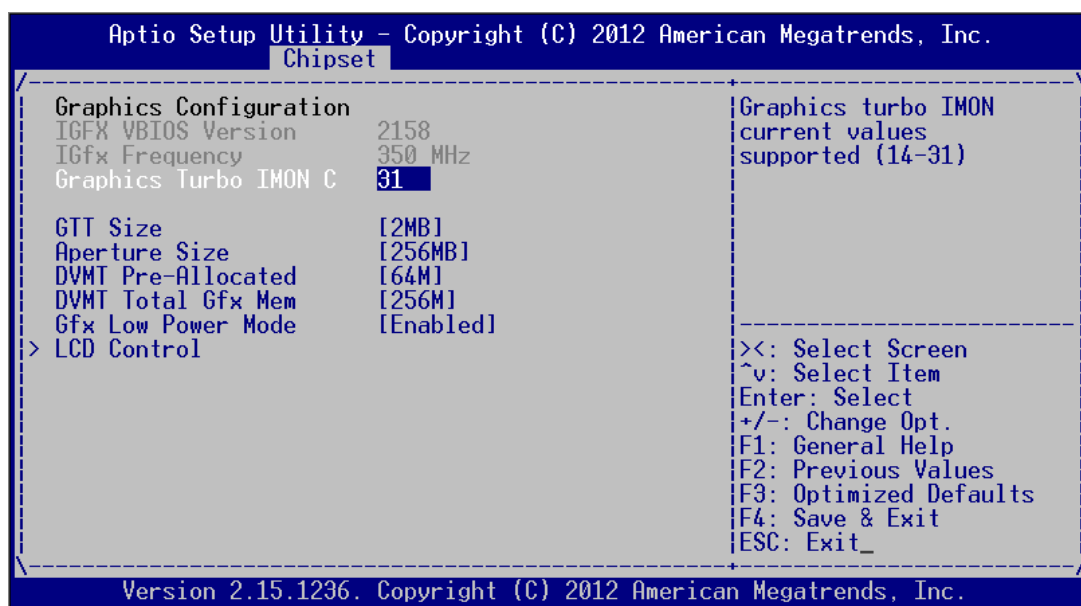 Aptio Setup Utility – Copyright (C) 2012 American Megatrends, Inc.
Chipset
Graphics Configuration
IGFX VBIOS Version 2158
IGfx Frequency 350 MHz
Graphics Turbo IMON C 31
GTT Size [2MB]
Aperture Size [256MB]
DVMT Pre-Allocated [64M]
DVMT Total Gfx Mem [256M]
Gfx Low Power Mode [Enabled]
> LCD Control
Graphics turbo IMON
current values
supported (14-31)
><: Select Screen
^v: Select Item
Enter: Select
+/-: Change Opt.
F1: General Help
F2: Previous Values
F3: Optimized Defaults
F4: Save & Exit
ESC: Exit_
Version 2.15.1236. Copyright (C) 2012 American Megatrends, Inc.